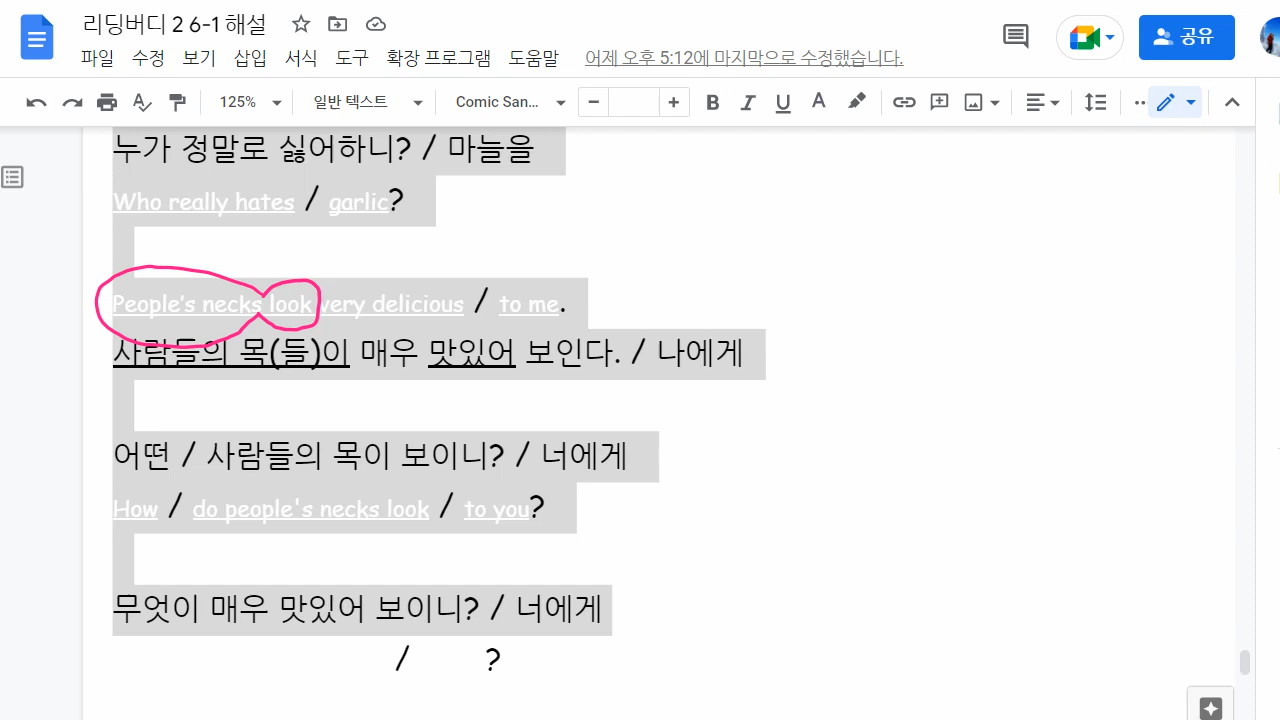 리딩버디 2 6-1 해설
파일 수정 보기 삽입 서식 도구 확장 프로그램 도움말 어제 오후 5:12에 마지막으로 수정했습니다.
공유
125% 일반 텍스트 Comic San... − + B I U A
누가 정말로 싫어하니? / 마늘을
Who really hates / garlic?
People's necks look very delicious / to me.
사람들의 목(들)이 매우 맛있어 보인다. / 나에게
어떤 / 사람들의 목이 보이니? / 너에게
How / do people's necks look / to you?
무엇이 매우 맛있어 보이니? / 너에게
/ ?